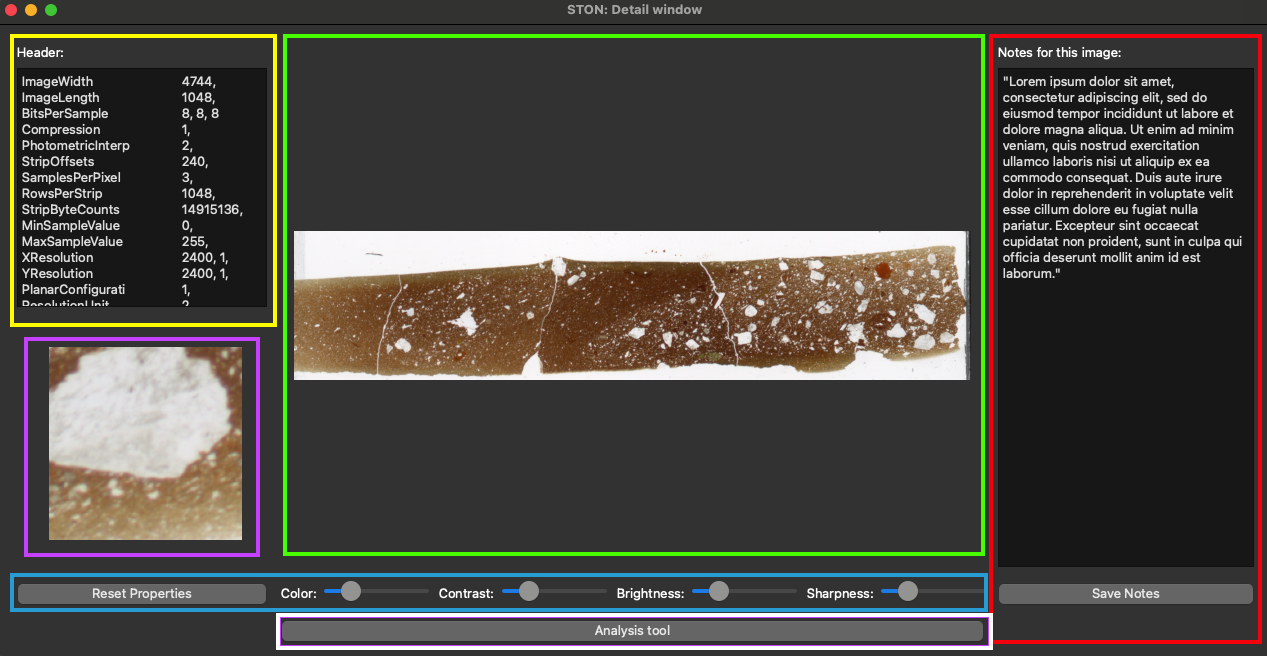 STON: Detail window
Header:
ImageWidth 4744,
ImageLength 1048,
BitsPerSample 8, 8, 8
Compression 1,
PhotometricInterp 2,
StripOffsets 240,
SamplesPerPixel 3,
RowsPerStrip 1048,
StripByteCounts 14915136,
MinSampleValue 0,
MaxSampleValue 255,
XResolution 2400, 1,
YResolution 2400, 1,
PlanarConfigurati 1,
ResolutionUnit 2
Notes for this image:
"Lorem ipsum dolor sit amet,
consectetur adipiscing elit, sed do
eiusmod tempor incididunt ut labore et
dolore magna aliqua. Ut enim ad minim
veniam, quis nostrud exercitation
ullamco laboris nisi ut aliquip ex ea
commodo consequat. Duis aute irure
dolor in reprehenderit in voluptate velit
esse cillum dolore eu fugiat nulla
pariatur. Excepteur sint occaecat
cupidatat non proident, sunt in culpa qui
officia deserunt mollit anim id est
laborum."
Reset Properties Color: Contrast: Brightness: Sharpness:
Save Notes
Analysis tool